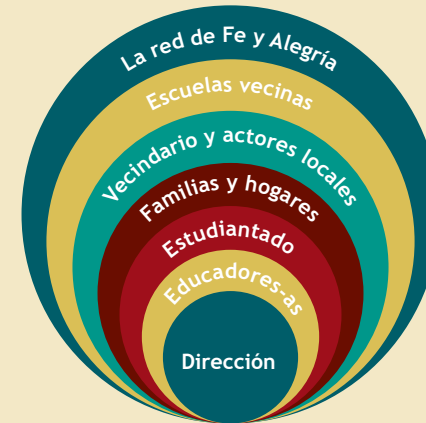 La red de Fe y Alegría
Escuelas vecinas
Vecindario y actores locales
Familias y hogares
Estudiantado
Educadores-as
Dirección